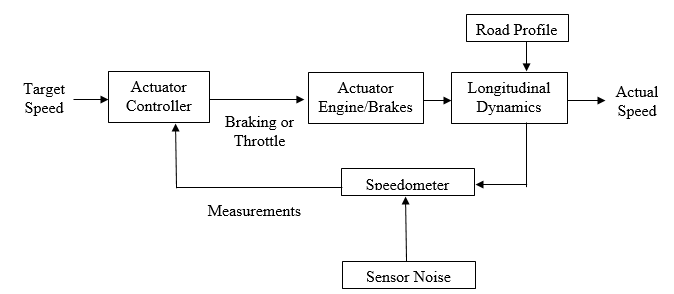 Road Profile
Target
Speed
Actuator
Controller
Braking or
Throttle
Actuator
Engine/Brakes
Longitudinal
Dynamics
Actual
Speed
Speedometer
Measurements
Sensor Noise